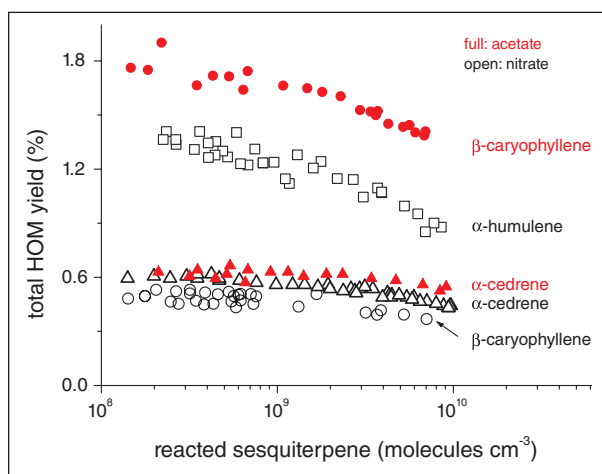 full: acetate
open: nitrate
1.8
β-caryophyllene
1.2
α-humulene
total HOM yield (%)
0.6
α-cedrene
α-cedrene
β-caryophyllene
0.0
10⁸
10⁹
10¹⁰
reacted sesquiterpene (molecules cm⁻³)